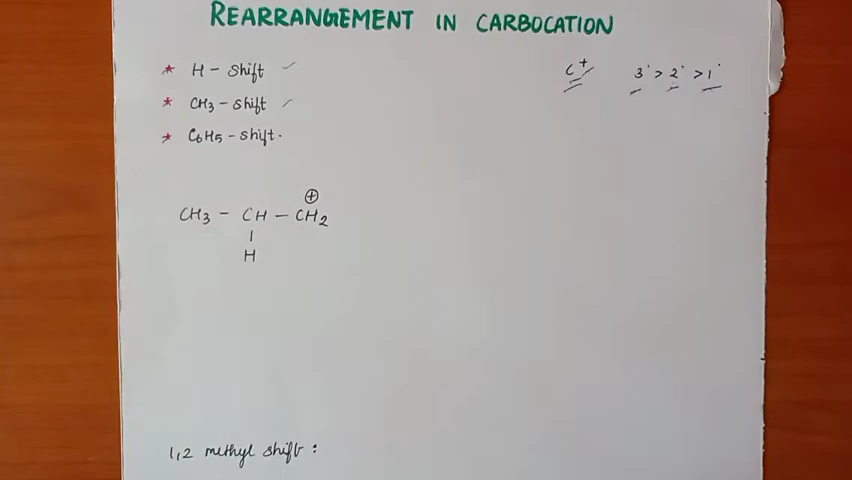 REARRANGEMENT IN CARBOCATION
* H - shift ✓
* CH3 - shift ✓
* C6H5 - shift.
C+ 3° > 2° > 1°
⊕
CH3 - CH - CH2
|
H
1,2 methyl shift :